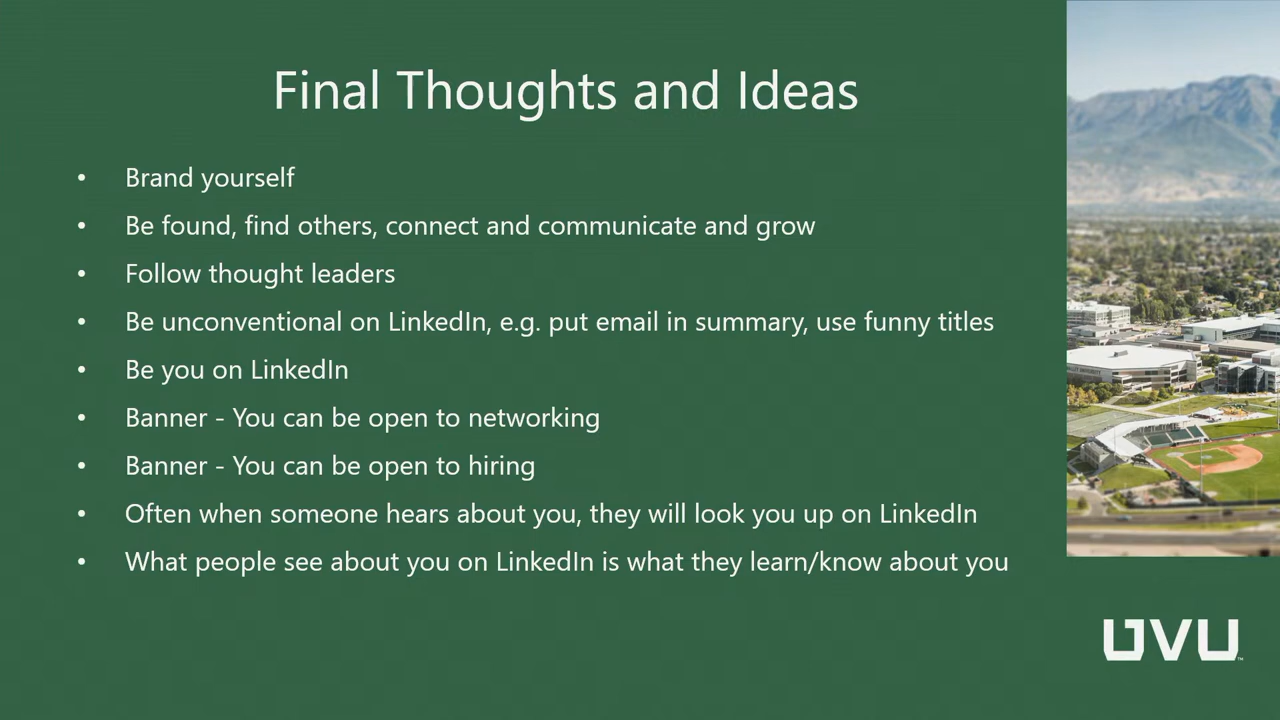 Final Thoughts and Ideas
• Brand yourself
• Be found, find others, connect and communicate and grow
• Follow thought leaders
• Be unconventional on LinkedIn, e.g. put email in summary, use funny titles
• Be you on LinkedIn
• Banner - You can be open to networking
• Banner - You can be open to hiring
• Often when someone hears about you, they will look you up on LinkedIn
• What people see about you on LinkedIn is what they learn/know about you
UVU™